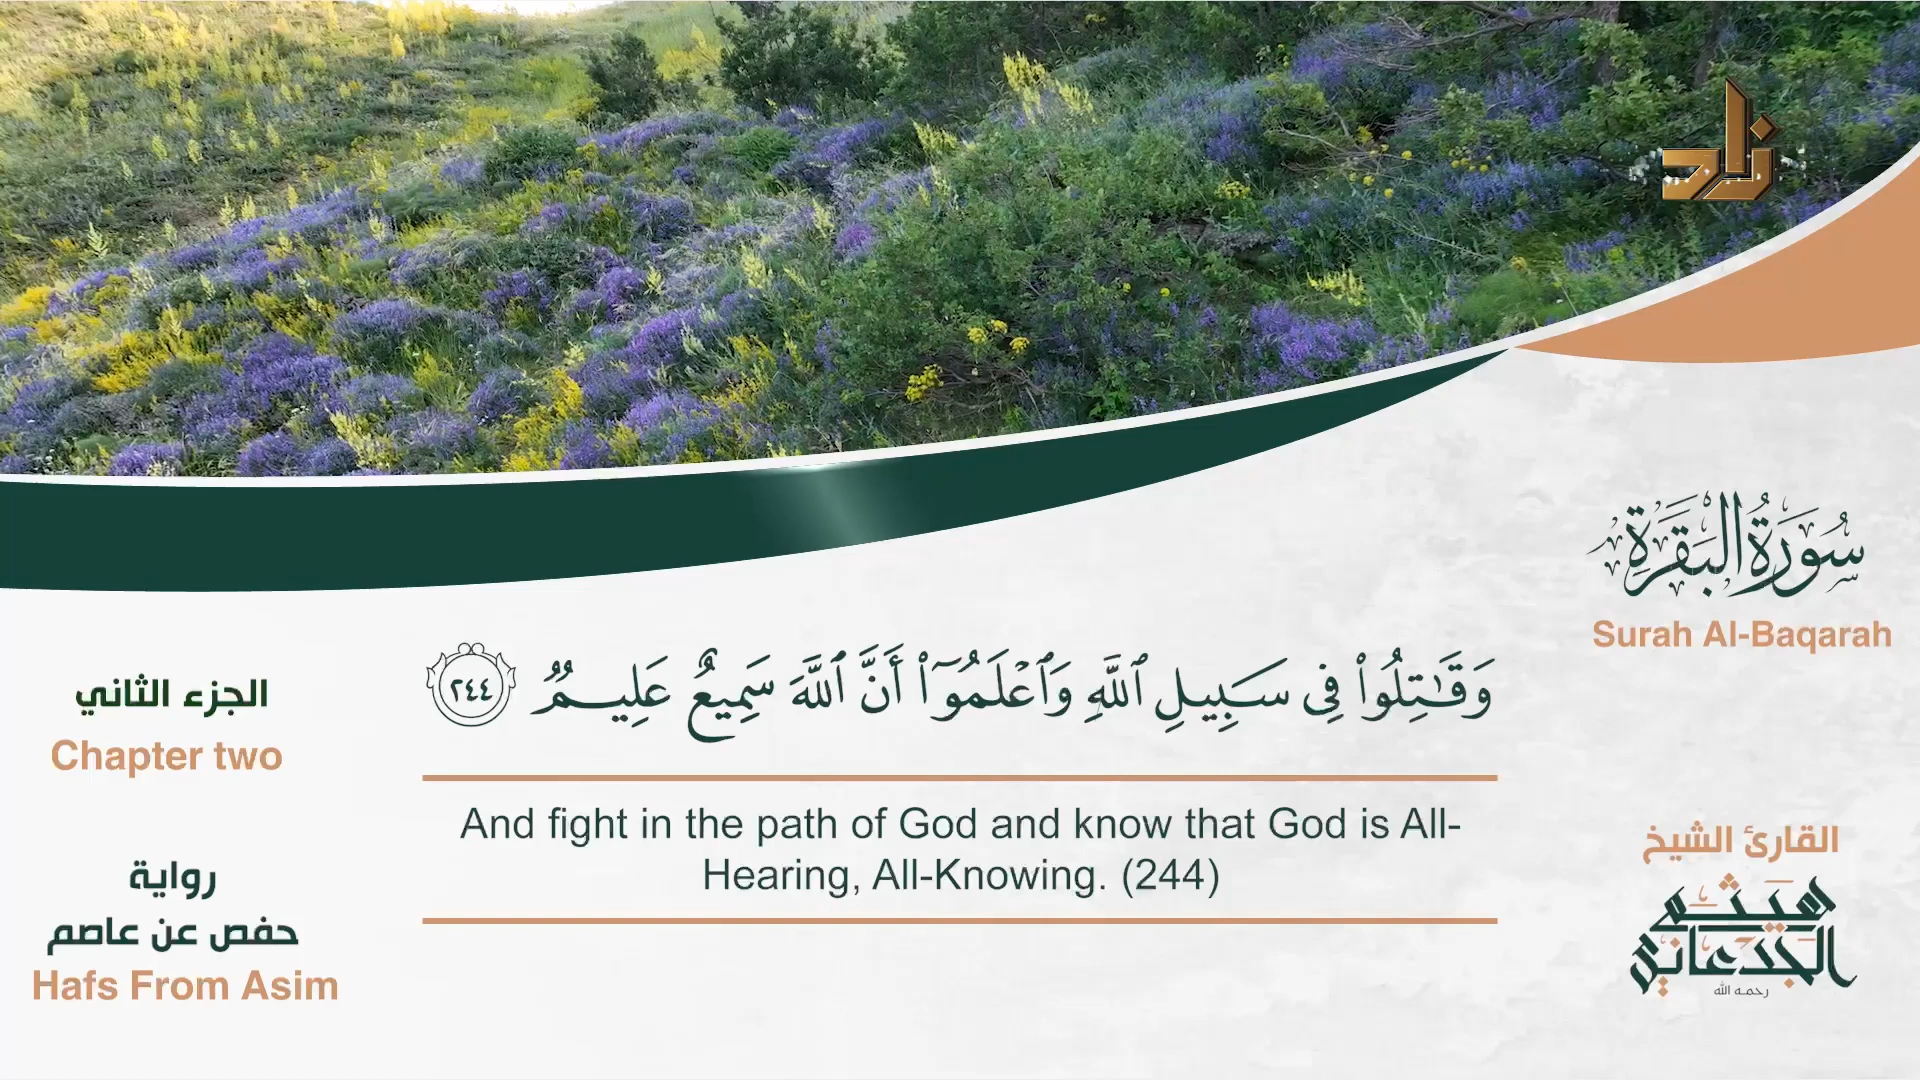 زاد
سُورَةُ البَقَرَةِ
Surah Al-Baqarah
وَقَـٰتِلُوا۟ فِى سَبِيلِ ٱللَّهِ وَٱعْلَمُوٓا۟ أَنَّ ٱللَّهَ سَمِيعٌ عَلِيمٌۭ ٢٤٤
And fight in the path of God and know that God is All-
Hearing, All-Knowing. (244)
الجزء الثاني
Chapter two
رواية
حفص عن عاصم
Hafs From Asim
القارئ الشيخ
هيثم
الجدعاني
رحمه الله